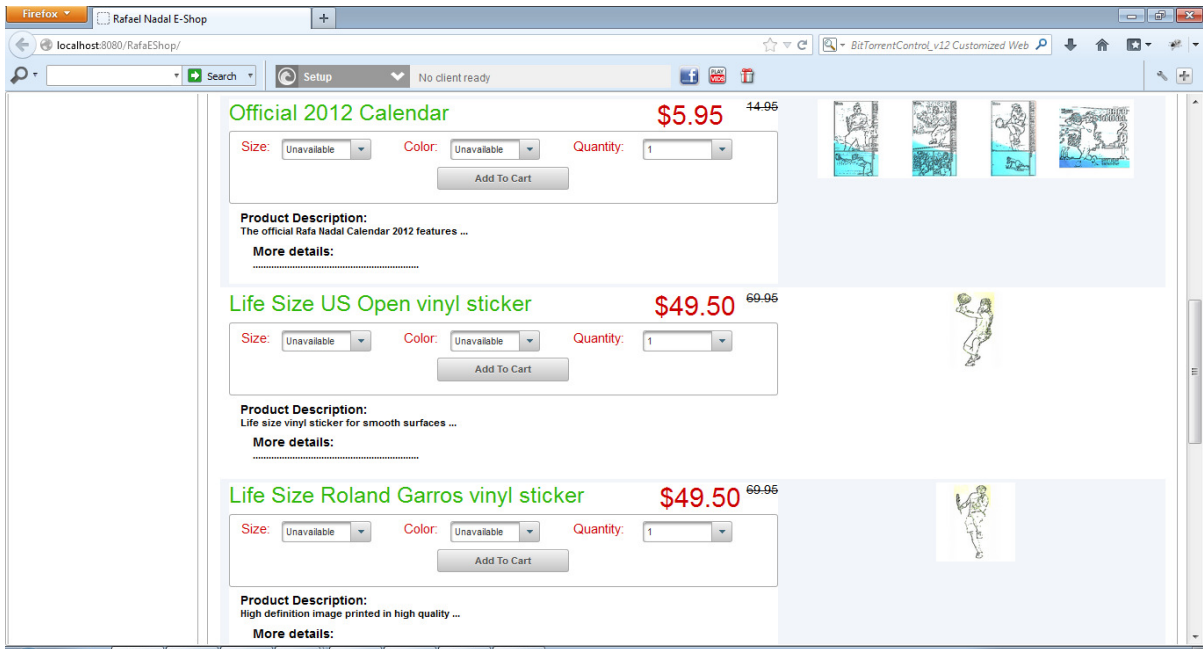 Firefox
Rafael Nadal E-Shop
localhost:8080/RafaEShop/
BitTorrentControl_v12 Customized Web
Search
Setup
No client ready
Official 2012 Calendar $5.95 14.95
Size: Unavailable Color: Unavailable Quantity: 1
Add To Cart
Product Description:
The official Rafa Nadal Calendar 2012 features ...
More details:
Life Size US Open vinyl sticker $49.50 69.95
Size: Unavailable Color: Unavailable Quantity: 1
Add To Cart
Product Description:
Life size vinyl sticker for smooth surfaces ...
More details:
Life Size Roland Garros vinyl sticker $49.50 69.95
Size: Unavailable Color: Unavailable Quantity: 1
Add To Cart
Product Description:
High definition image printed in high quality ...
More details: